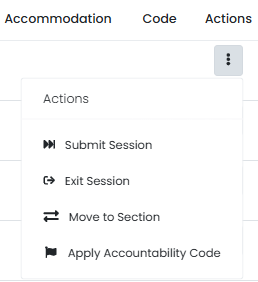 Accommodation Code Actions
Actions
Submit Session
Exit Session
Move to Section
Apply Accountability Code